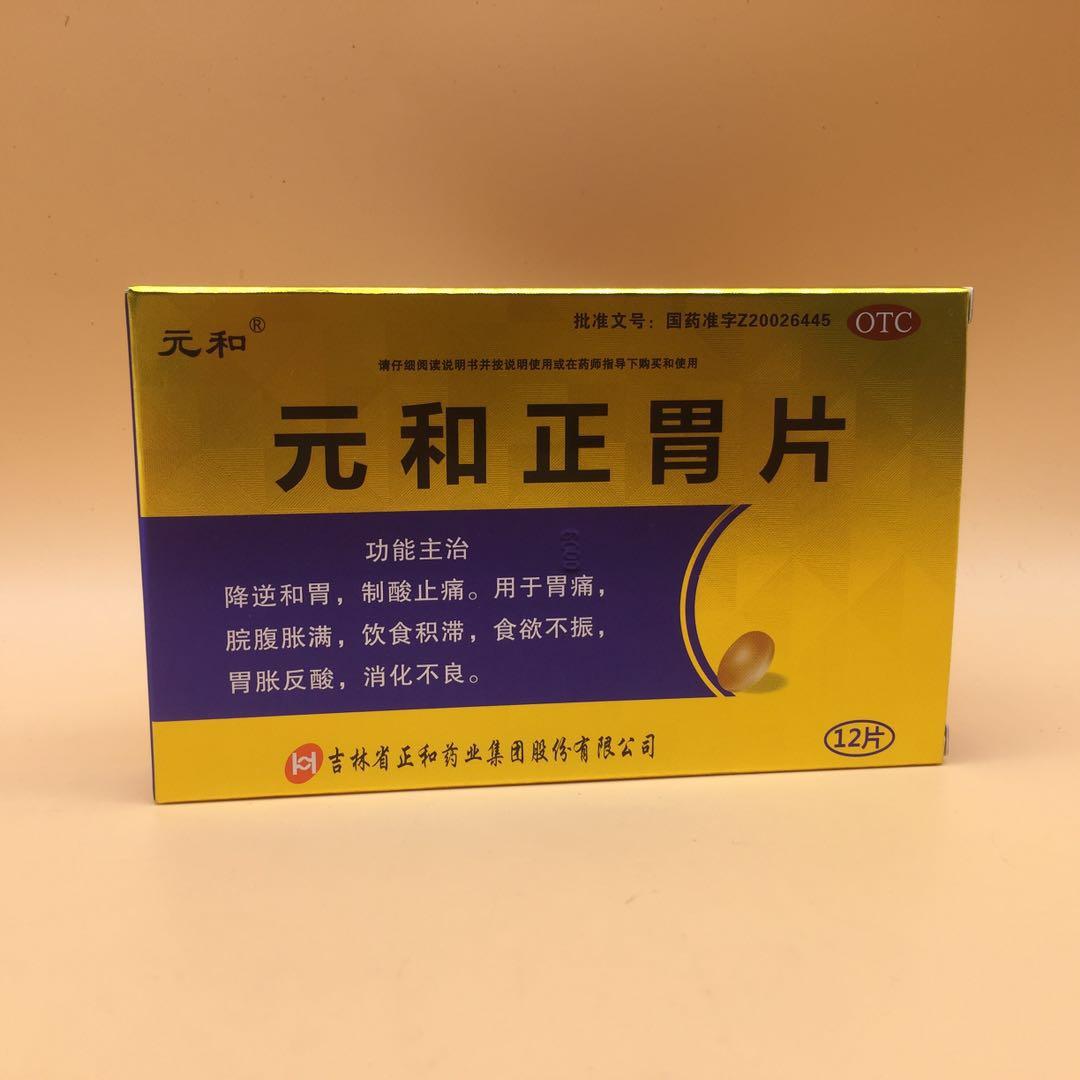 元和®
批准文号：国药准字Z20026445 OTC
请仔细阅读说明书并按说明使用或在药师指导下购买和使用
元和正胃片
功能主治
降逆和胃，制酸止痛。用于胃痛，
脘腹胀满，饮食积滞，食欲不振，
胃胀反酸，消化不良。
吉林省正和药业集团股份有限公司
12片